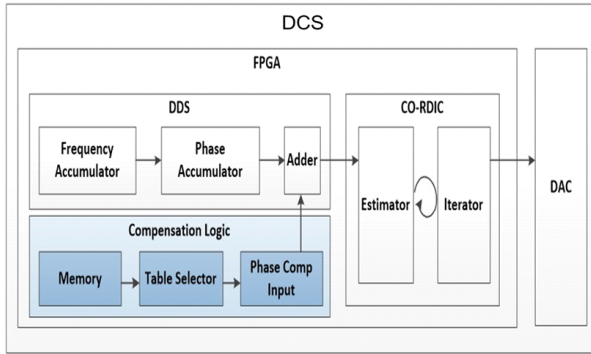 DCS
FPGA
DDS
CO-RDIC
Frequency
Accumulator
Phase
Accumulator
Adder
Estimator
Iterator
DAC
Compensation Logic
Memory
Table Selector
Phase Comp
Input